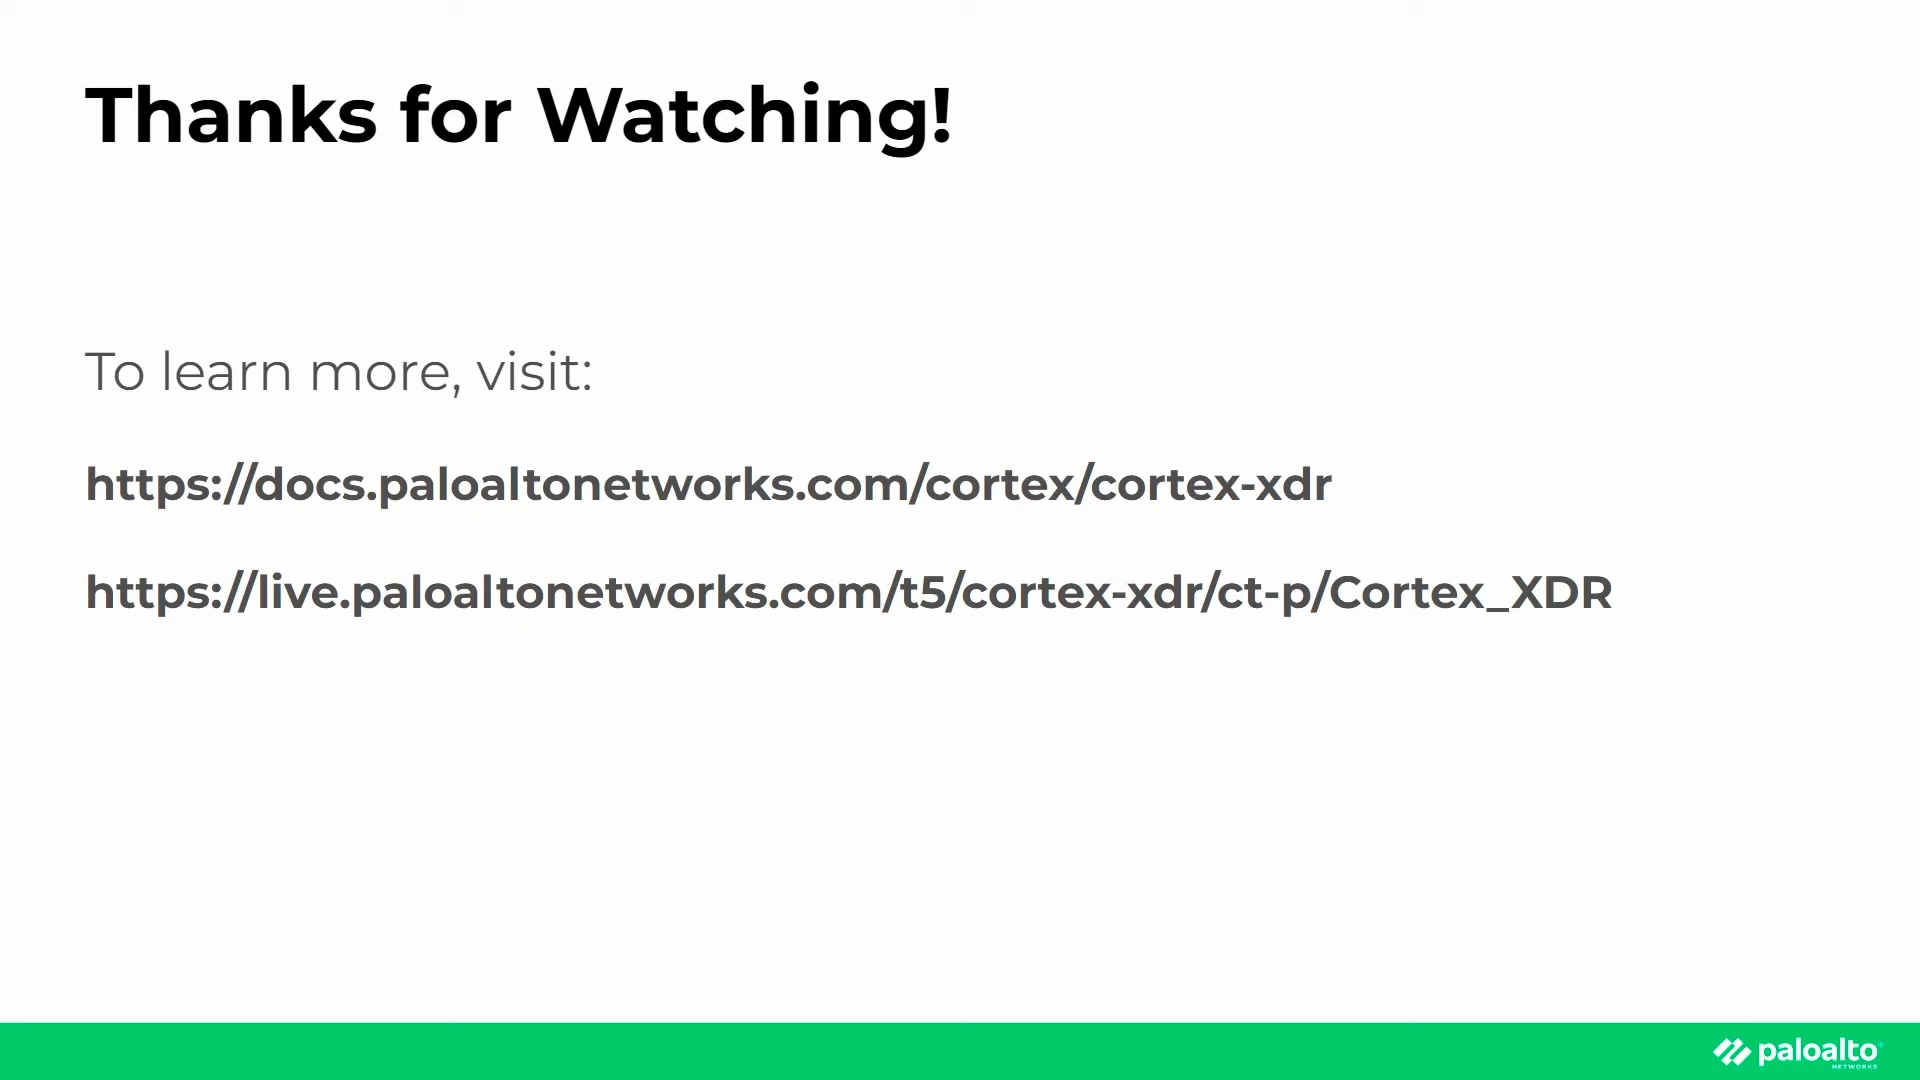 Thanks for Watching!
To learn more, visit:
https://docs.paloaltonetworks.com/cortex/cortex-xdr
https://live.paloaltonetworks.com/t5/cortex-xdr/ct-p/Cortex_XDR
paloalto®
NETWORKS